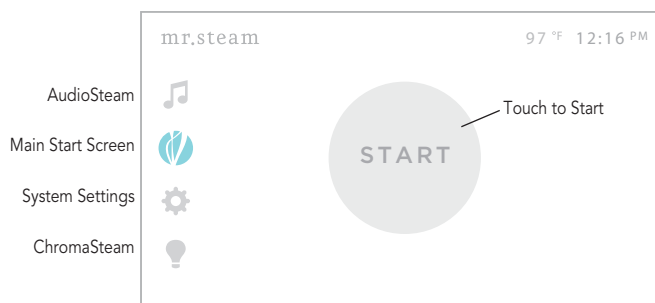 mr.steam
97 °F 12:16 PM
AudioSteam
Touch to Start
Main Start Screen
START
System Settings
ChromaSteam